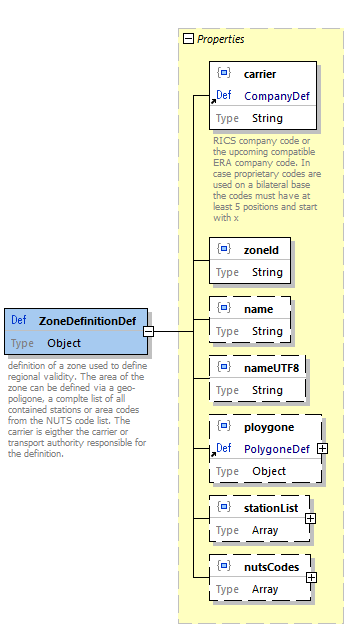 Properties
carrier
Def CompanyDef
Type String
RICS company code or
the upcoming compatible
ERA company code. In
case proprietary codes are
used on a bilateral base
the codes must have at
least 5 positions and start
with x
zoneId
Type String
name
Type String
Def ZoneDefinitionDef
Type Object
definition of a zone used to define
regional validity. The area of the
zone can be defined via a geo-
poligone, a complte list of all
contained stations or area codes
from the NUTS code list. The
carrier is eigther the carrier or
transport authority responsible for
the definition.
nameUTF8
Type String
ploygone
Def PolygoneDef
Type Object
stationList
Type Array
nutsCodes
Type Array